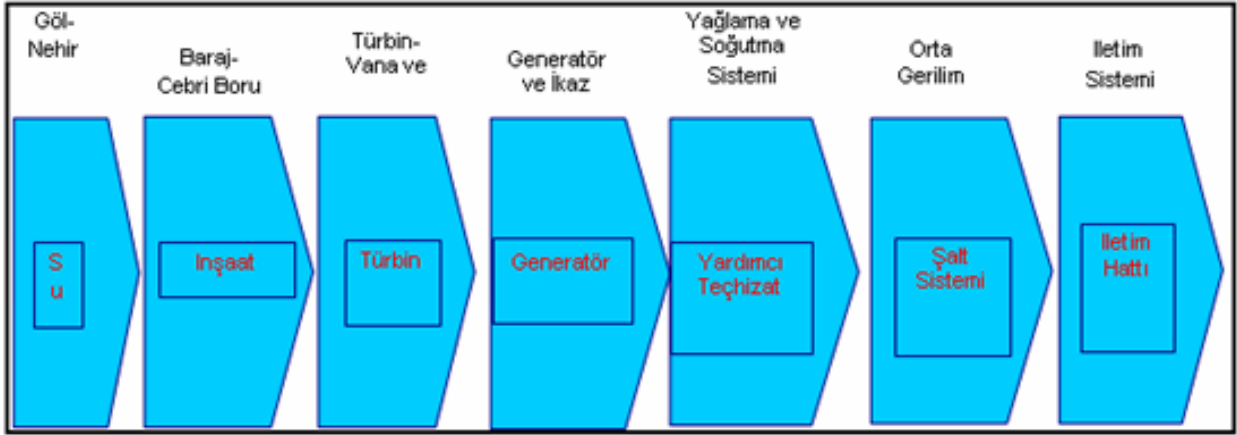 Göl-
Nehir
Baraj-
Cebri Boru
Türbin-
Vana ve
Generatör
ve İkaz
Yağlama ve
Soğutma
Sistemi
Orta
Gerilim
Iletim
Sistemi
S
u
Inşaat
Türbin
Generatör
Yardımcı
Teçhizat
Şalt
Sistemi
Iletim
Hattı